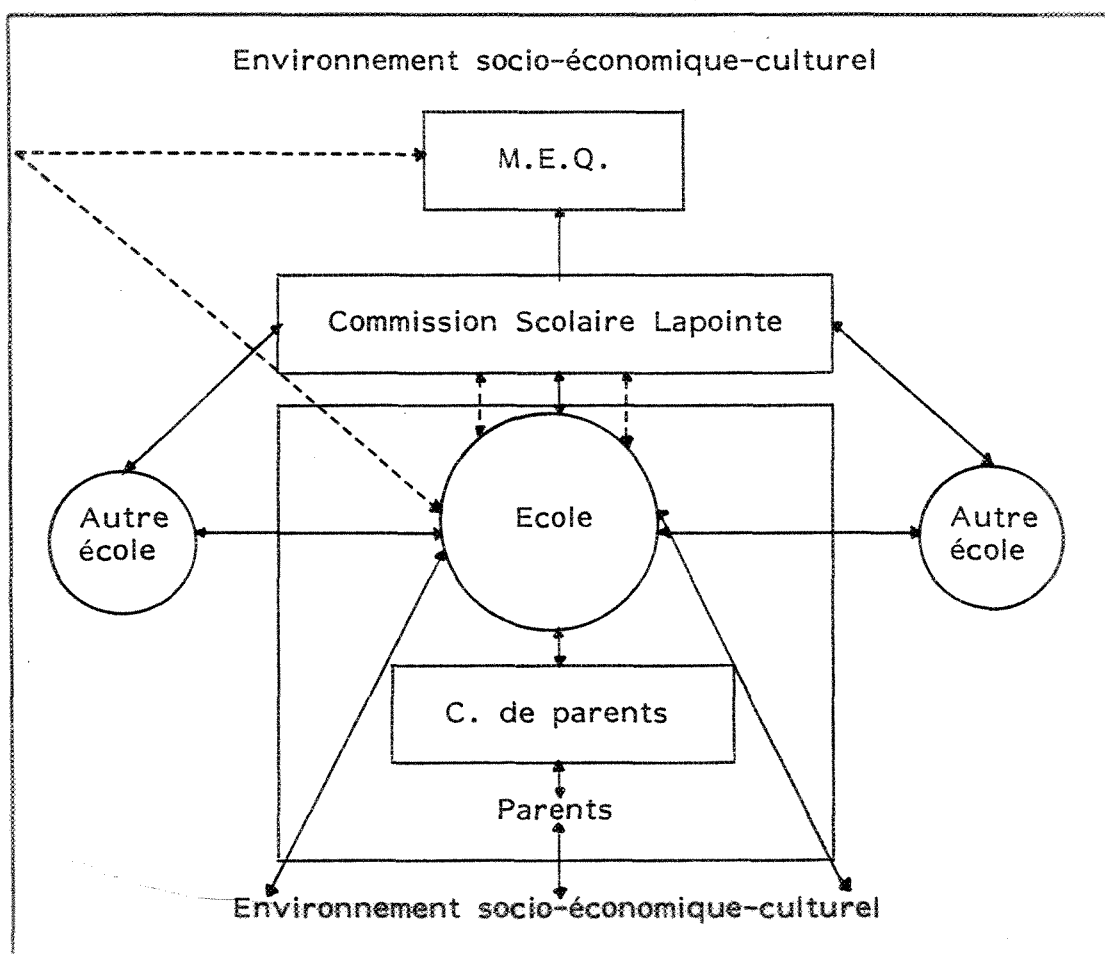 Environnement socio-économique-culturel
M.E.Q.
Commission Scolaire Lapointe
Autre
école
Ecole
Autre
école
C. de parents
Parents
Environnement socio-économique-culturel